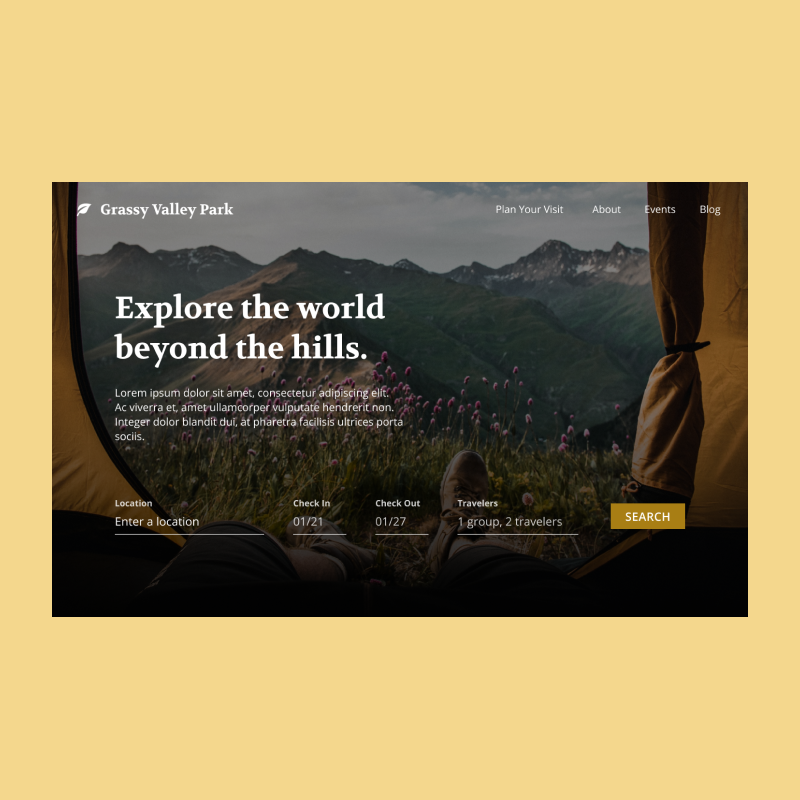 Grassy Valley Park
Plan Your Visit About Events Blog
Explore the world
beyond the hills.
Lorem ipsum dolor sit amet, consectetur adipiscing elit.
Ac viverra et, amet ullamcorper vulputate hendrerit non.
Integer dolor blandit dui, at pharetra facilisis ultrices porta
sociis.
Location Check In Check Out Travelers
Enter a location 01/21 01/27 1 group, 2 travelers SEARCH